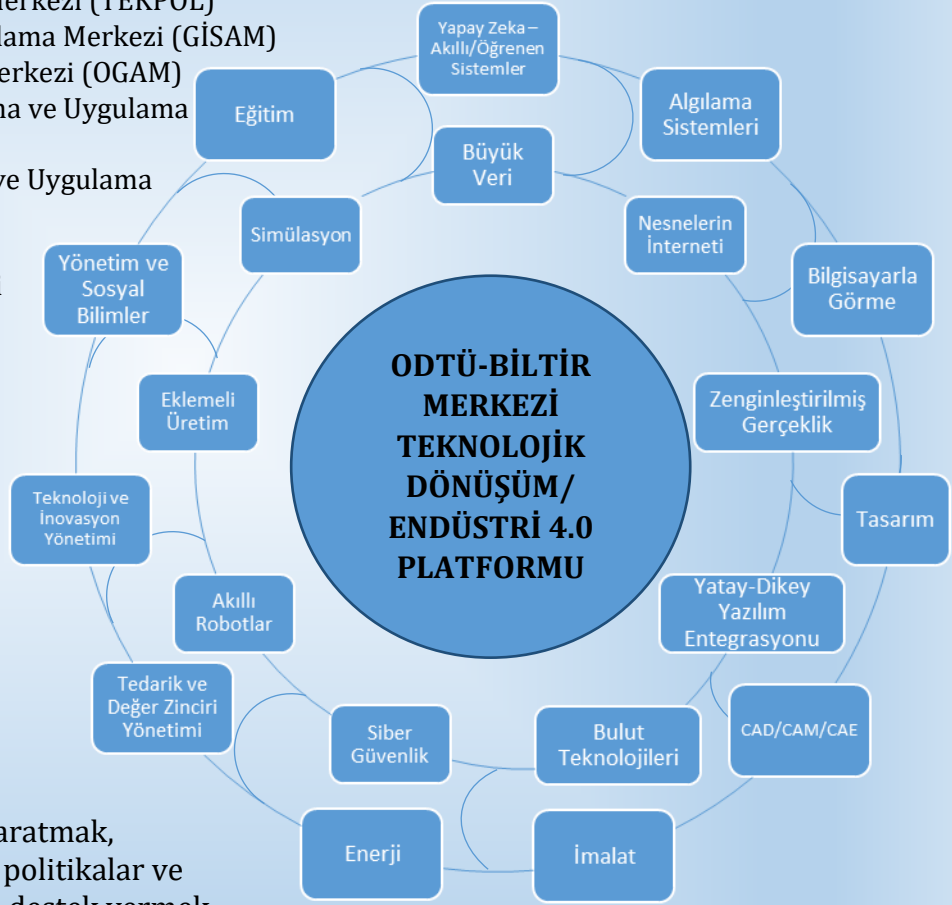 Merkezi (TEKPOL)
lama Merkezi (GİSAM)
erkezi (OGAM)
na ve Uygulama
ve Uygulama
i
Yapay Zeka –
Akıllı/Öğrenen
Sistemler
Eğitim
Algılama
Sistemleri
Büyük
Veri
Simülasyon
Nesnelerin
İnterneti
Yönetim ve
Sosyal
Bilimler
Bilgisayarla
Görme
Eklemeli
Üretim
Zenginleştirilmiş
Gerçeklik
ODTÜ-BİLTİR
MERKEZİ
TEKNOLOJİK
DÖNÜŞÜM/
ENDÜSTRİ 4.0
PLATFORMU
Teknoloji ve
İnovasyon
Yönetimi
Tasarım
Akıllı
Robotlar
Yatay-Dikey
Yazılım
Entegrasyonu
Tedarik ve
Değer Zinciri
Yönetimi
Siber
Güvenlik
Bulut
Teknolojileri
CAD/CAM/CAE
Enerji
İmalat
aratmak,
politikalar ve
destek vermek